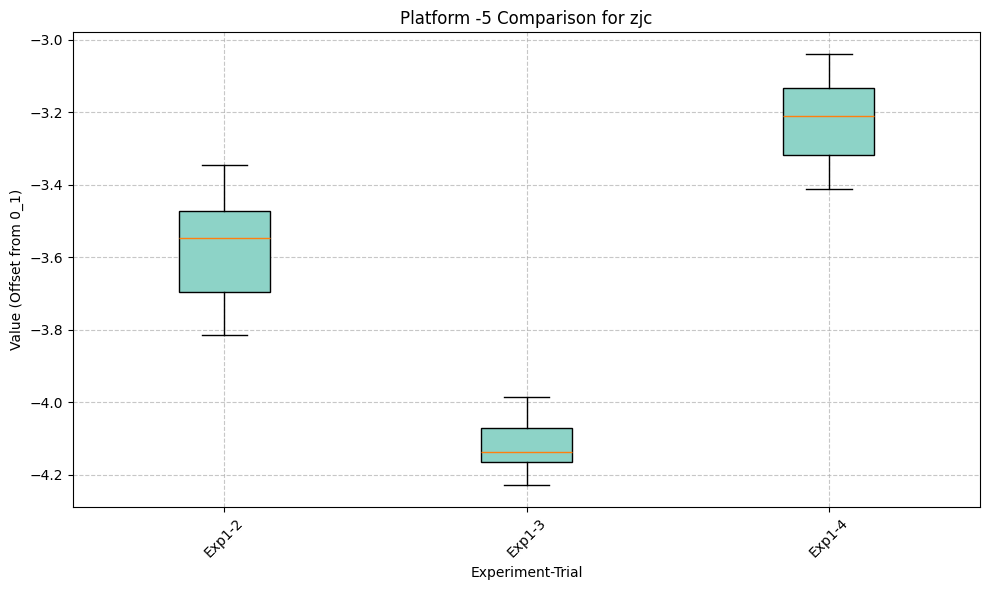 Platform -5 Comparison for zjc
Value (Offset from 0_1)
−3.0
−3.2
−3.4
−3.6
−3.8
−4.0
−4.2
Exp1-2
Exp1-3
Exp1-4
Experiment-Trial